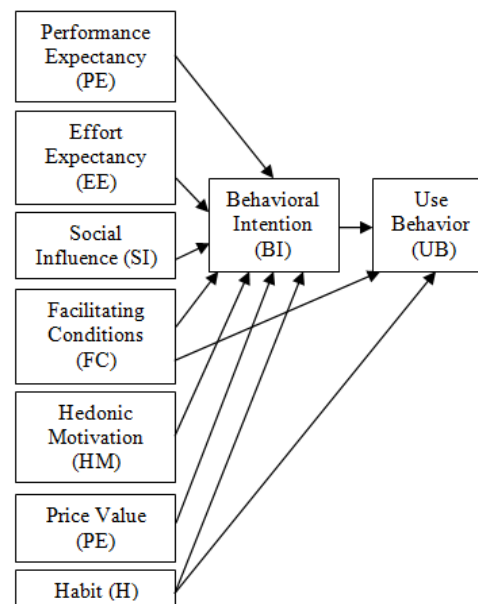 Performance
Expectancy
(PE)
Effort
Expectancy
(EE)
Social
Influence (SI)
Facilitating
Conditions
(FC)
Hedonic
Motivation
(HM)
Price Value
(PE)
Habit (H)
Behavioral
Intention
(BI)
Use
Behavior
(UB)